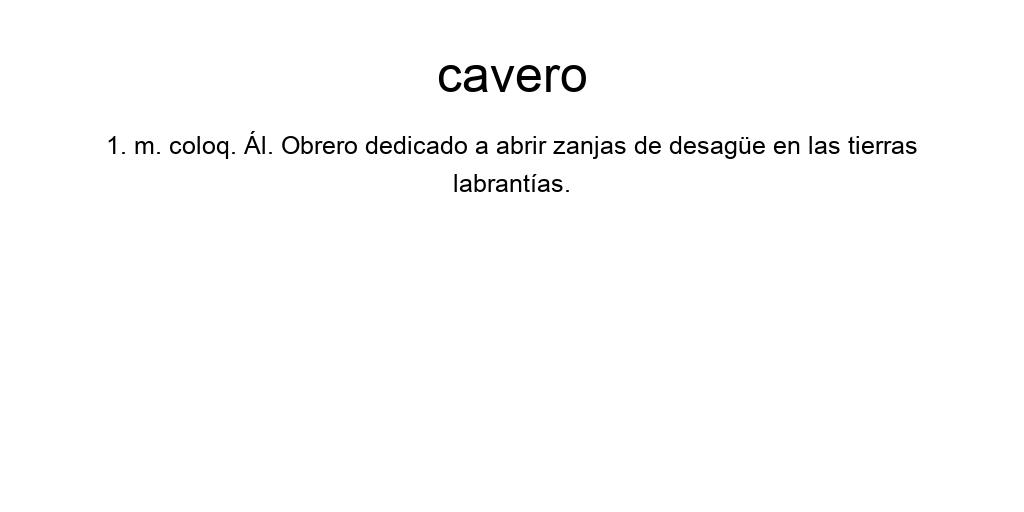 cavero
1. m. coloq. Ál. Obrero dedicado a abrir zanjas de desagüe en las tierras
labrantías.